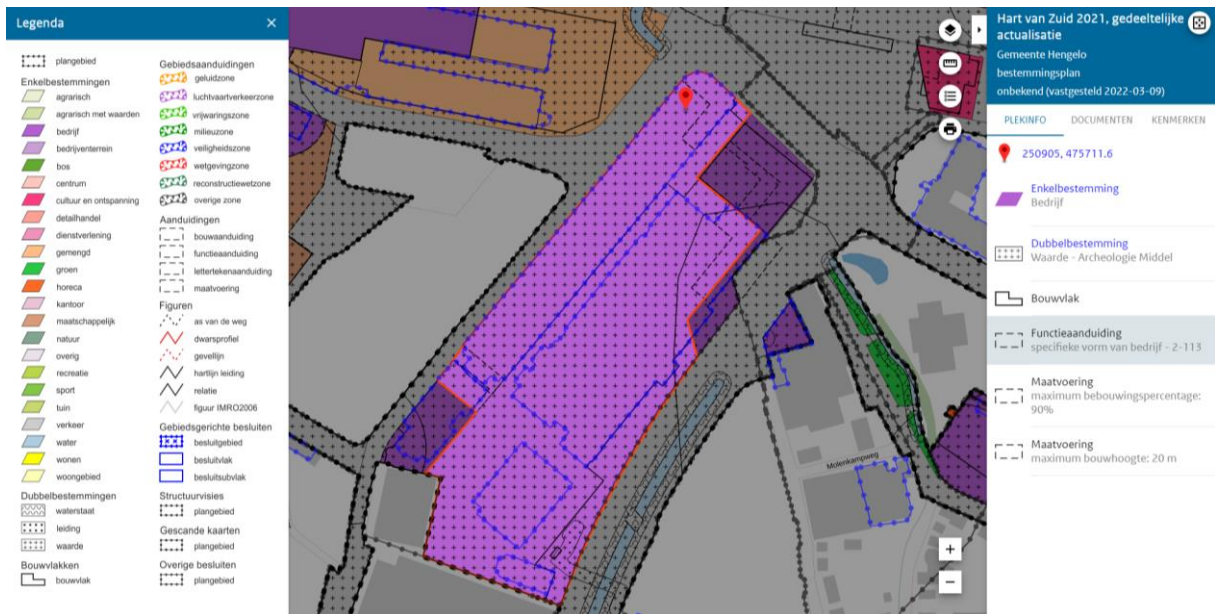 Legenda
×
plangebied
Enkelbestemmingen
agrarisch
agrarisch met waarden
bedrijf
bedrijventerrein
bos
centrum
cultuur en ontspanning
detailhandel
dienstverlening
gemengd
groen
horeca
kantoor
maatschappelijk
natuur
overig
recreatie
sport
tuin
verkeer
water
wonen
woongebied
Dubbelbestemmingen
waterstaat
leiding
waarde
Bouwvlakken
bouwvlak
Gebiedsaanduidingen
geluidzone
luchtvaartverkeerzone
vrijwaringszone
milieuzone
veiligheidszone
wetgevingzone
reconstructiewetzone
overige zone
Aanduidingen
bouwaanduiding
functieaanduiding
lettertekenaanduiding
maatvoering
Figuren
as van de weg
dwarsprofiel
gevellijn
hartlijn leiding
relatie
figuur IMRO2006
Gebiedsgerichte besluiten
besluitgebied
besluitvlak
besluitsubvlak
Structuurvisies
plangebied
Gescande kaarten
plangebied
Overige besluiten
plangebied
Molenkampweg
+
−
Hart van Zuid 2021, gedeeltelijke
actualisatie
Gemeente Hengelo
bestemmingsplan
onbekend (vastgesteld 2022-03-09)
PLEKINFO DOCUMENTEN KENMERKEN
250905, 475711.6
Enkelbestemming
Bedrijf
Dubbelbestemming
Waarde - Archeologie Middel
Bouwvlak
Functieaanduiding
specifieke vorm van bedrijf - 2-113
Maatvoering
maximum bebouwingspercentage:
90%
Maatvoering
maximum bouwhoogte: 20 m